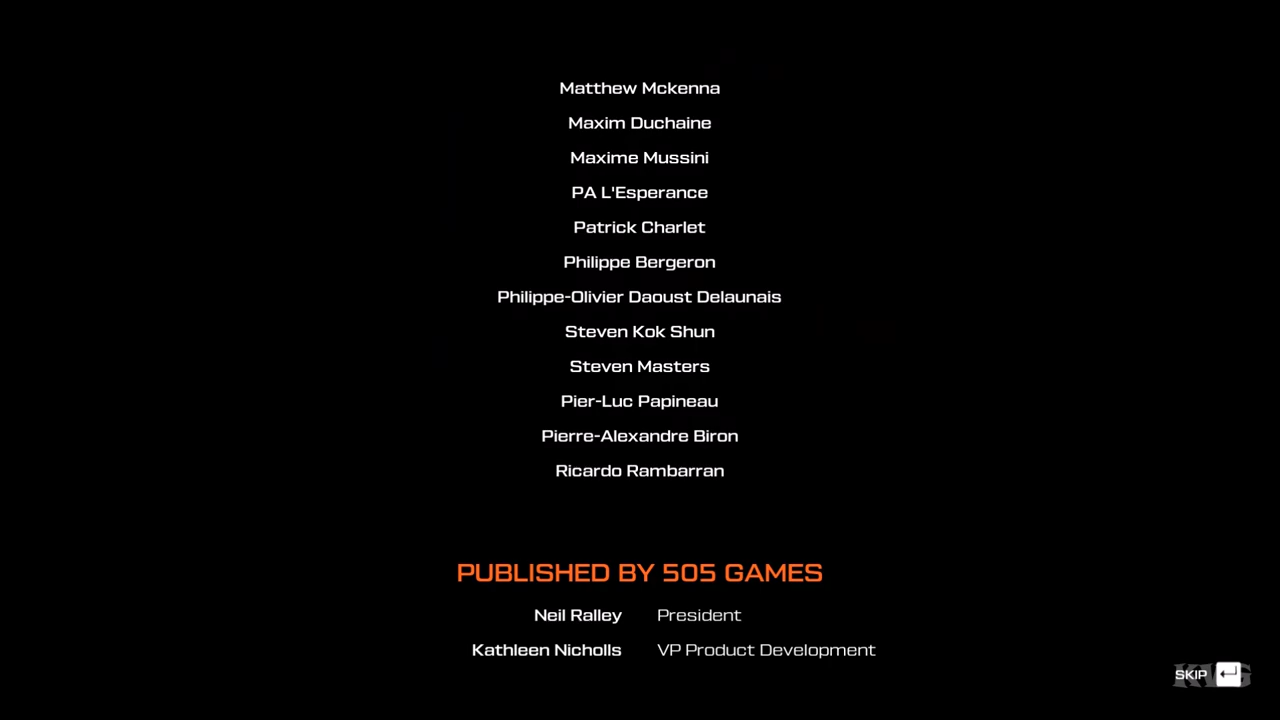 Matthew Mckenna
Maxim Duchaine
Maxime Mussini
PA L'Esperance
Patrick Charlet
Philippe Bergeron
Philippe-Olivier Daoust Delaunais
Steven Kok Shun
Steven Masters
Pier-Luc Papineau
Pierre-Alexandre Biron
Ricardo Rambarran
PUBLISHED BY 505 GAMES
Neil Ralley President
Kathleen Nicholls VP Product Development
SKIP
KVG